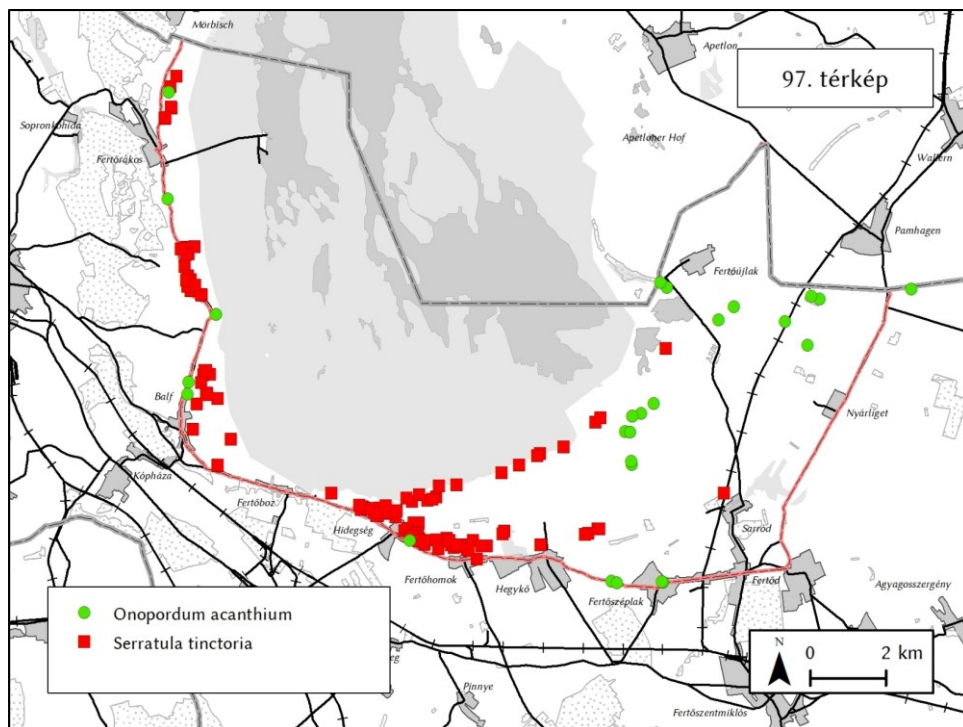 Mörbisch
Apetlon
97. térkép
Sopronkőhida
Apetloner Hof
Wallern
Fertőrákos
Pamhagen
Fertőújlak
Balf
Nyárliget
Kópháza
Fertőboz
Hidegség
Sarród
Fertőhomok
Hegykő
Fertőszéplak
Fertőd
Agyagosszergény
Onopordum acanthium
Serratula tinctoria
N
0 2 km
Pinnye
Fertőszentmiklós